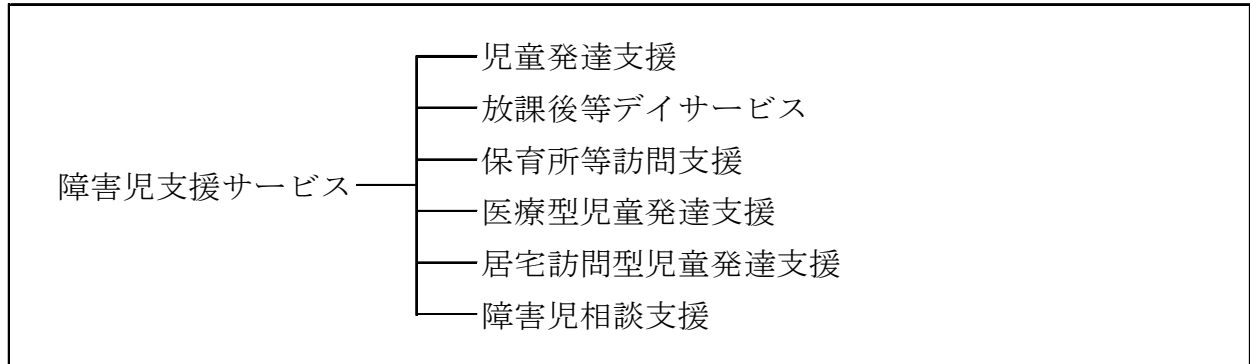 障害児支援サービス
児童発達支援
放課後等デイサービス
保育所等訪問支援
医療型児童発達支援
居宅訪問型児童発達支援
障害児相談支援